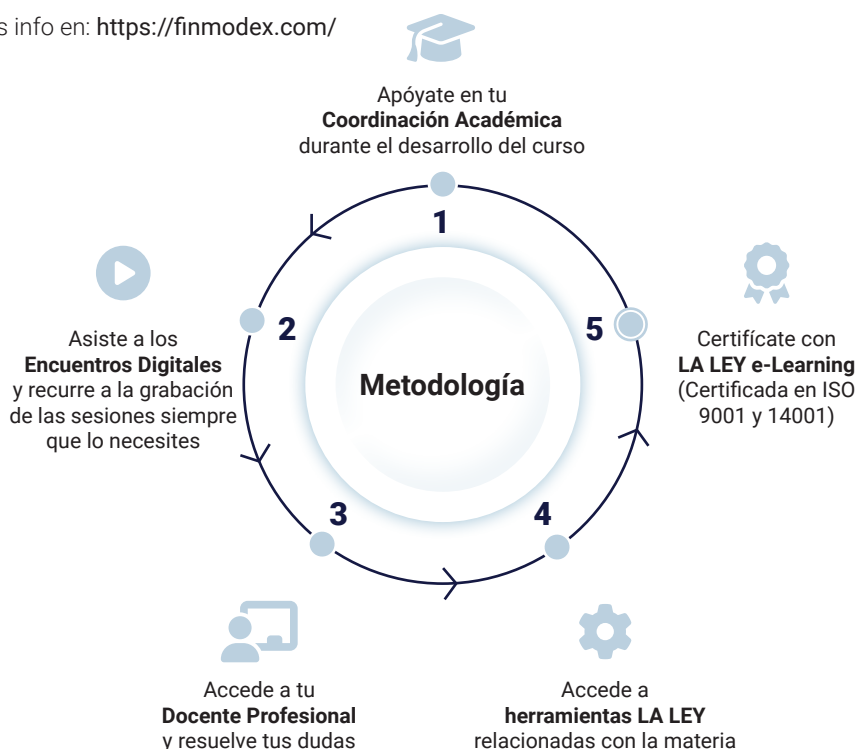 s info en: https://finmodex.com/
Apóyate en tu
Coordinación Académica
durante el desarrollo del curso
1
2
Asiste a los
Encuentros Digitales
y recurre a la grabación
de las sesiones siempre
que lo necesites
Metodología
5
Certifícate con
LA LEY e-Learning
(Certificada en ISO
9001 y 14001)
3
4
Accede a tu
Docente Profesional
y resuelve tus dudas
Accede a
herramientas LA LEY
relacionadas con la materia